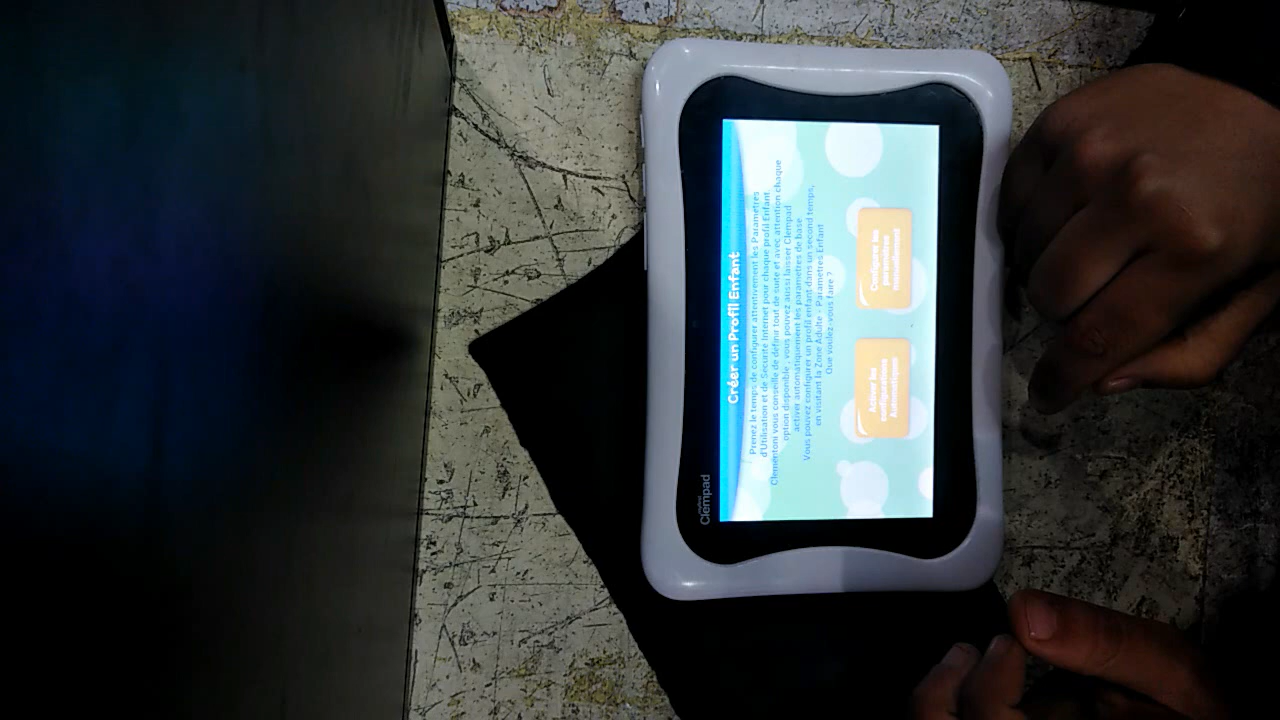 Créer un Profil Enfant
Prenez le temps de configurer attentivement les Paramètres
d'Utilisation et de Sécurité Internet pour chaque profil Enfant.
Clementoni vous conseille de définir tout de suite et avec attention chaque
option disponible : vous pouvez aussi laisser Clempad
activer automatiquement les paramètres de base.
Vous pouvez configurer un profil enfant dans un second temps,
en visitant la Zone Adulte - Paramètres Enfant
Que voulez-vous faire ?
Activer les
configurations
Automatiques
Configurer les
paramètres
manuellement
Clempad